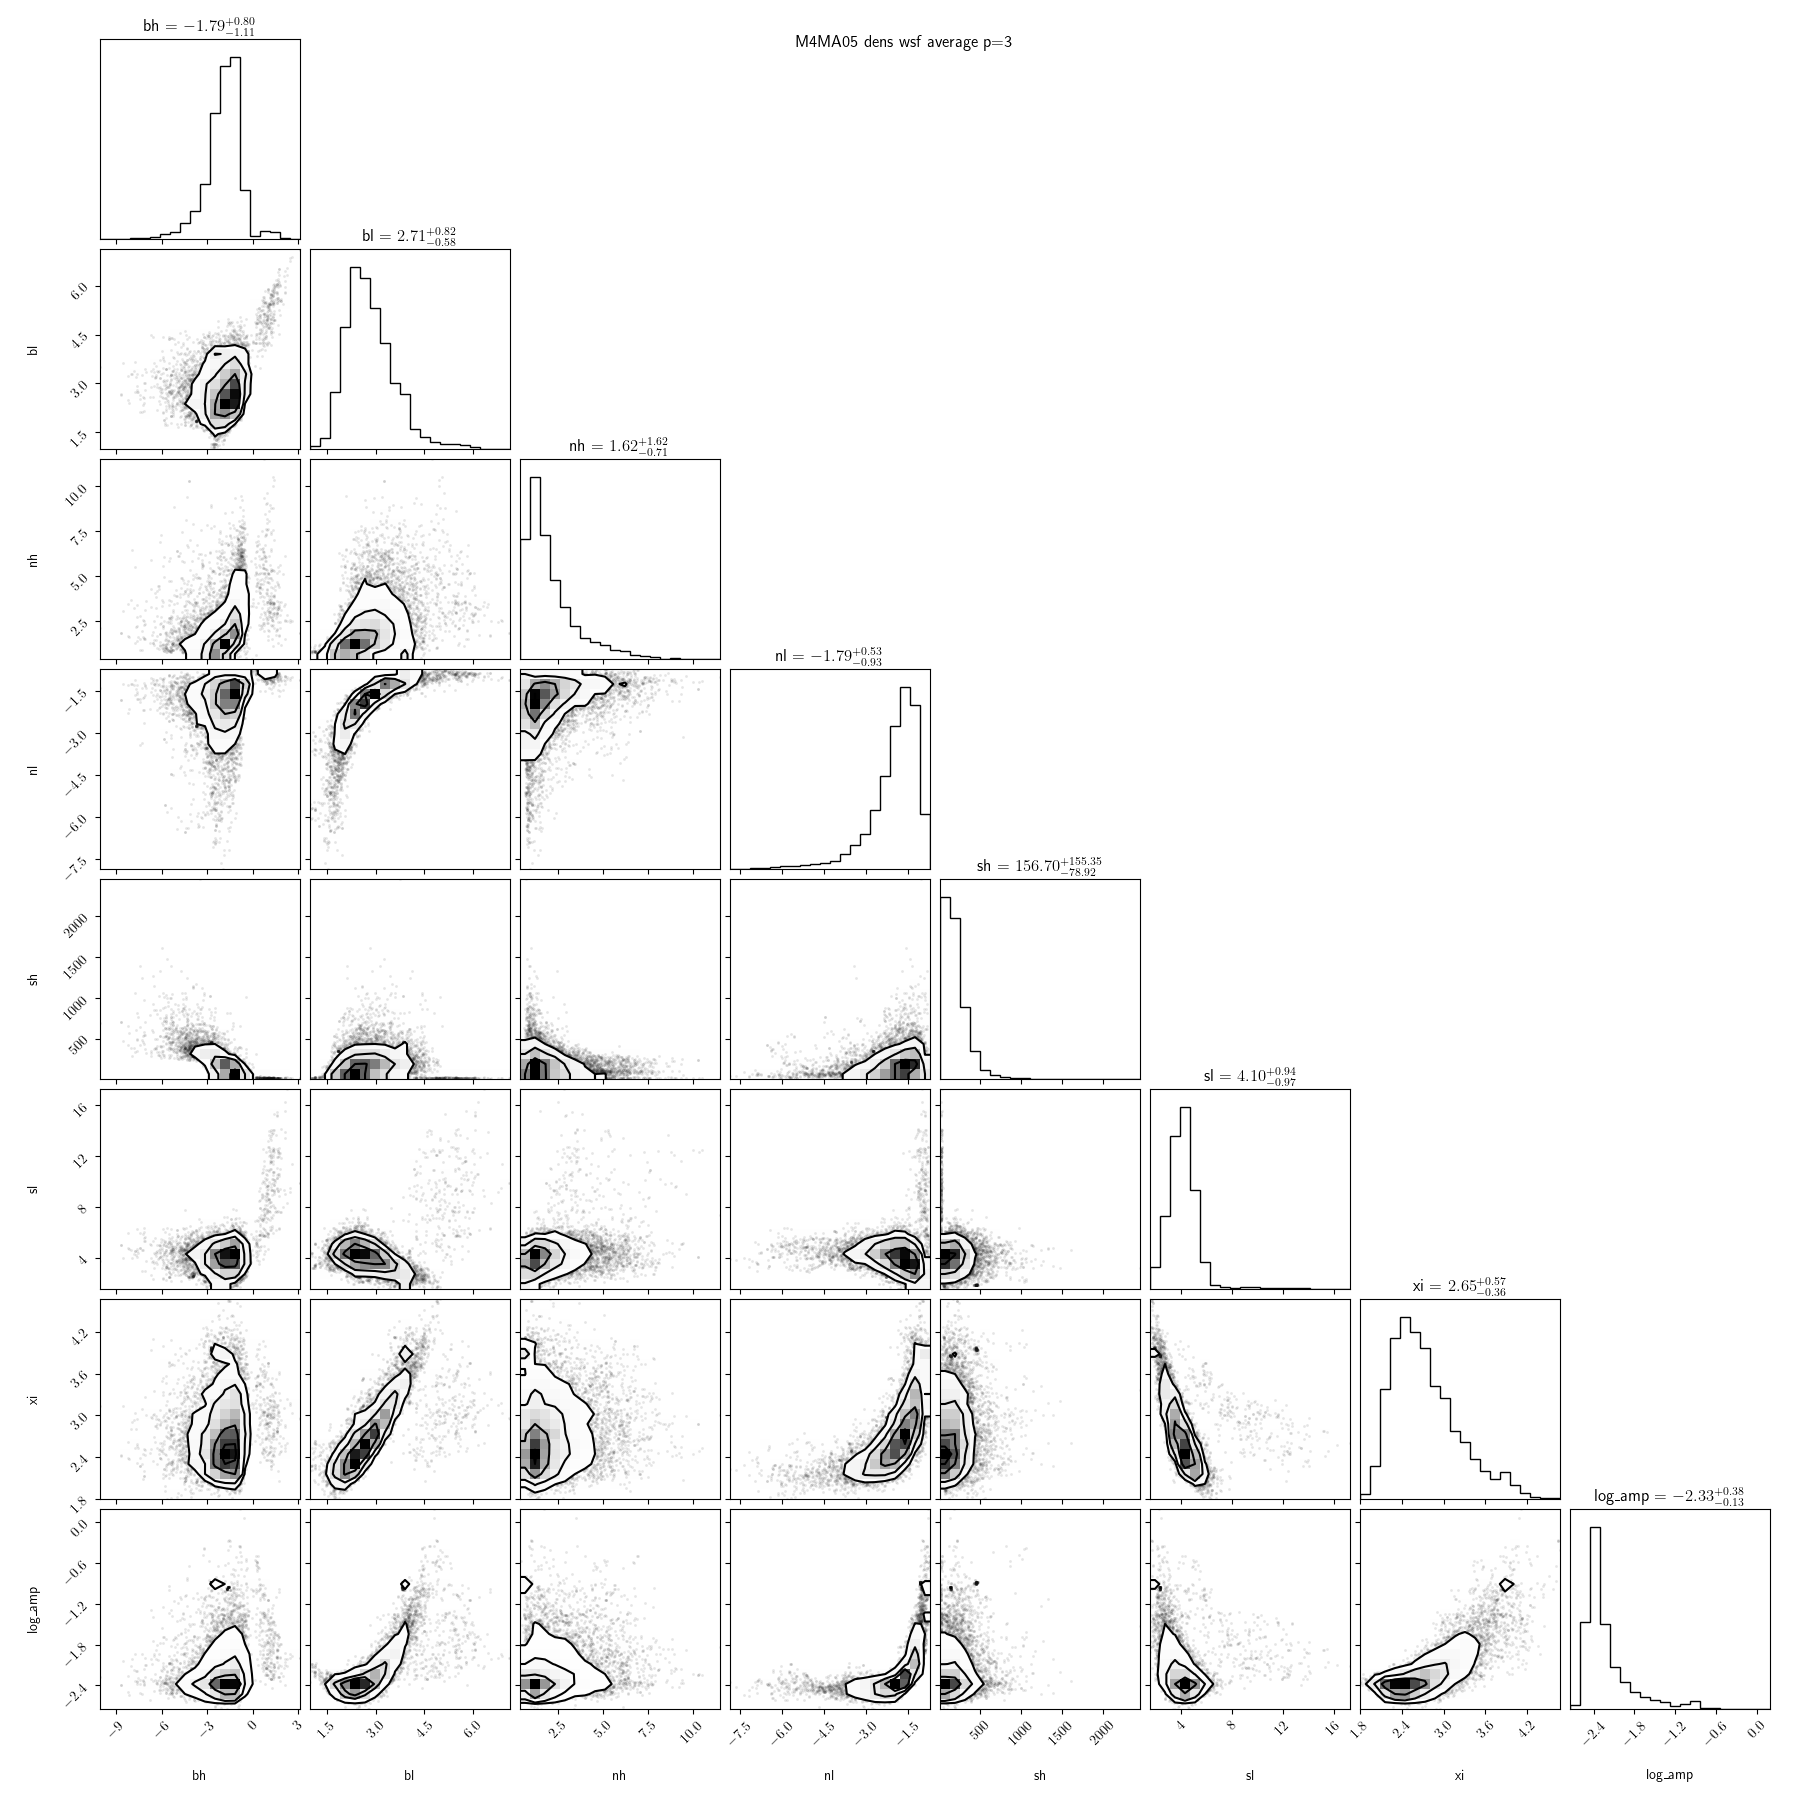 bh = −1.79+0.80 −1.11
M4MA05 dens wsf average p=3
bl = 2.71+0.82 −0.58
bl
6.0
4.5
3.0
1.5
nh = 1.62+1.62 −0.71
nh
10.0
7.5
5.0
2.5
nl = −1.79+0.53 −0.93
nl
−1.5
−3.0
−4.5
−6.0
−7.5
sh = 156.70+155.35 −78.92
sh
2000
1500
1000
500
sl = 4.10+0.94 −0.97
sl
16
12
8
4
xi = 2.65+0.57 −0.36
xi
4.2
3.6
3.0
2.4
1.8
log_amp = −2.33+0.38 −0.13
log_amp
0.0
−0.6
−1.2
−1.8
−2.4
−9 −6 −3 0 3 1.5 3.0 4.5 6.0 2.5 5.0 7.5 10.0 −7.5 −6.0 −4.5 −3.0 −1.5 500 1000 1500 2000 4 8 12 16 1.8 2.4 3.0 3.6 4.2 −2.4 −1.8 −1.2 −0.6 0.0
bh bl nh nl sh sl xi log_amp